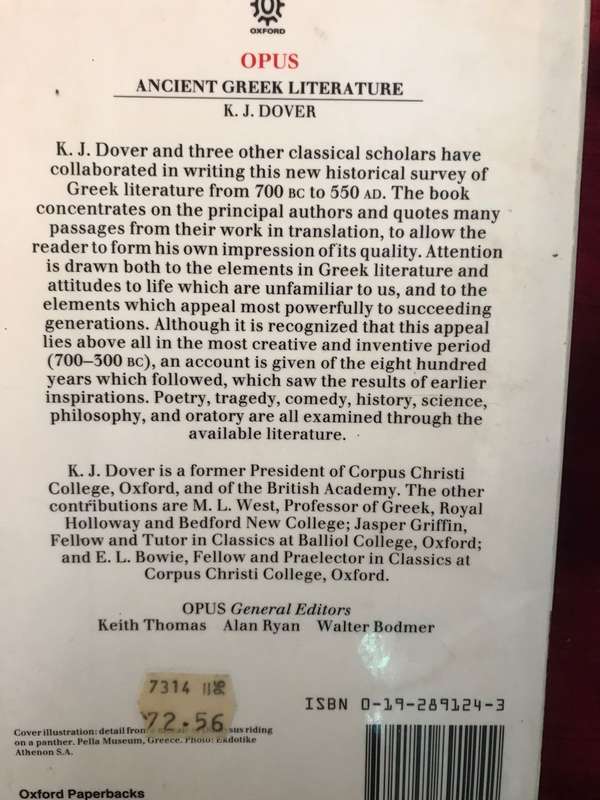 OXFORD
OPUS
ANCIENT GREEK LITERATURE
K. J. DOVER
K. J. Dover and three other classical scholars have
collaborated in writing this new historical survey of
Greek literature from 700 BC to 550 AD. The book
concentrates on the principal authors and quotes many
passages from their work in translation, to allow the
reader to form his own impression of its quality. Attention
is drawn both to the elements in Greek literature and
attitudes to life which are unfamiliar to us, and to the
elements which appeal most powerfully to succeeding
generations. Although it is recognized that this appeal
lies above all in the most creative and inventive period
(700–300 BC), an account is given of the eight hundred
years which followed, which saw the results of earlier
inspirations. Poetry, tragedy, comedy, history, science,
philosophy, and oratory are all examined through the
available literature.
K. J. Dover is a former President of Corpus Christi
College, Oxford, and of the British Academy. The other
contributions are M. L. West, Professor of Greek, Royal
Holloway and Bedford New College; Jasper Griffin,
Fellow and Tutor in Classics at Balliol College, Oxford;
and E. L. Bowie, Fellow and Praelector in Classics at
Corpus Christi College, Oxford.
OPUS General Editors
Keith Thomas Alan Ryan Walter Bodmer
7314
72.56
ISBN 0-19-289124-3
Cover illustration: detail from sus riding
on a panther. Pella Museum, Greece. Photo: Ekdotike
Athenon S.A.
Oxford Paperbacks